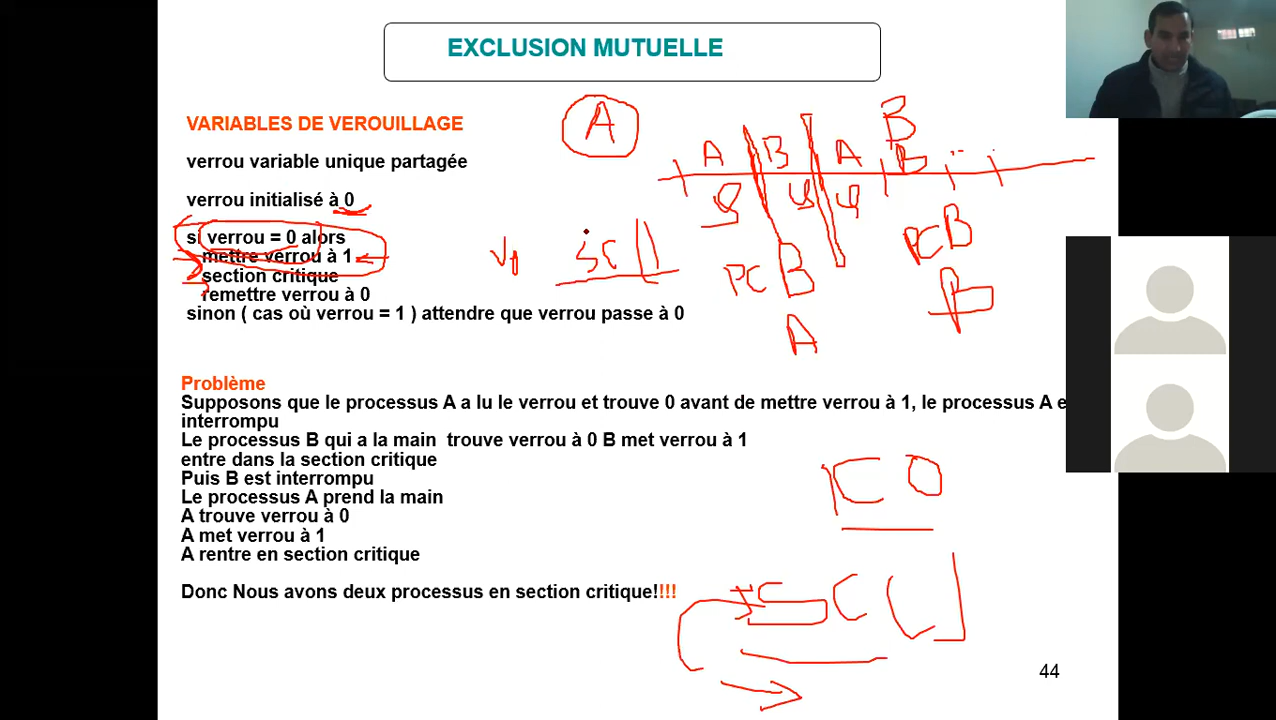 EXCLUSION MUTUELLE
VARIABLES DE VEROUILLAGE
verrou variable unique partagée
verrou initialisé à 0
si verrou = 0 alors
mettre verrou à 1
section critique
remettre verrou à 0
sinon ( cas où verrou = 1 ) attendre que verrou passe à 0
A
B
A B A B
PC B
A
PC B
B
Problème
Supposons que le processus A a lu le verrou et trouve 0 avant de mettre verrou à 1, le processus A e
interrompu
Le processus B qui a la main trouve verrou à 0 B met verrou à 1
entre dans la section critique
Puis B est interrompu
Le processus A prend la main
A trouve verrou à 0
A met verrou à 1
A rentre en section critique
Donc Nous avons deux processus en section critique!!!!
44